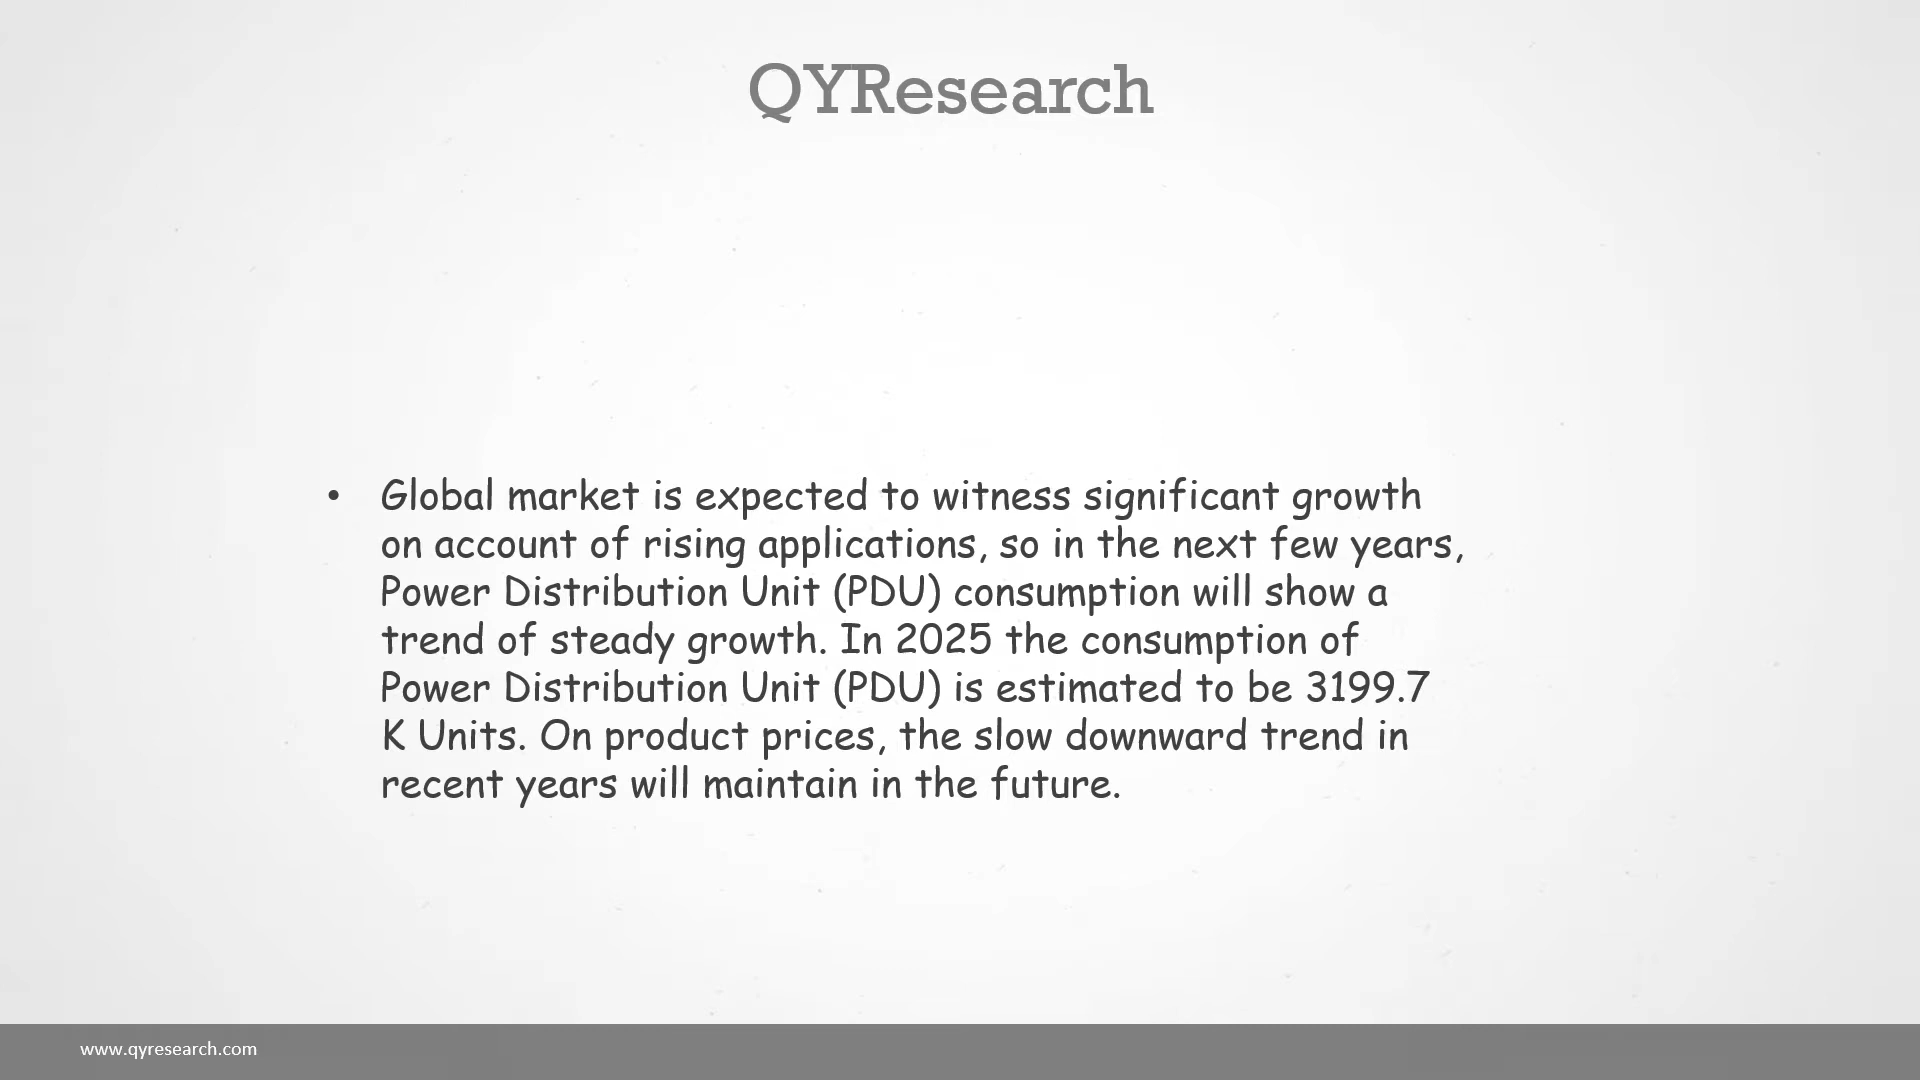 QYResearch
• Global market is expected to witness significant growth
on account of rising applications, so in the next few years,
Power Distribution Unit (PDU) consumption will show a
trend of steady growth. In 2025 the consumption of
Power Distribution Unit (PDU) is estimated to be 3199.7
K Units. On product prices, the slow downward trend in
recent years will maintain in the future.
www.qyresearch.com